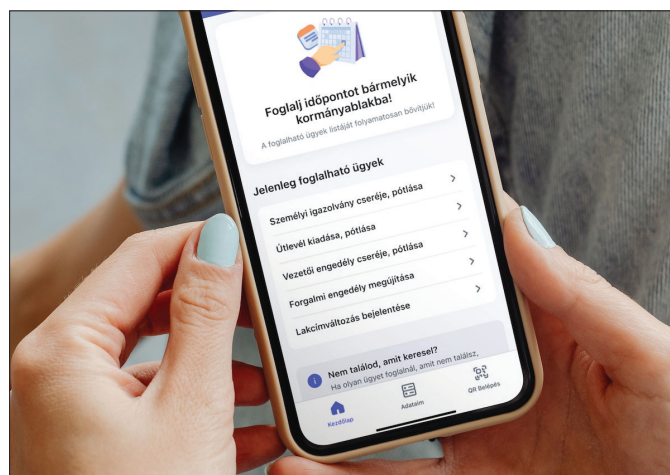 Foglalj időpontot bármelyik
kormányablakba!
A foglalható ügyek listáját folyamatosan bővítjük!
Jelenleg foglalható ügyek
Személyi igazolvány cseréje, pótlása
Útlevél kiadása, pótlása
Vezetői engedély cseréje, pótlása
Forgalmi engedély megújítása
Lakcímváltozás bejelentése
Nem találod, amit keresel?
Ha olyan ügyet foglalnál, amit nem találsz,
Kezdőlap
Adataim
QR Belépés